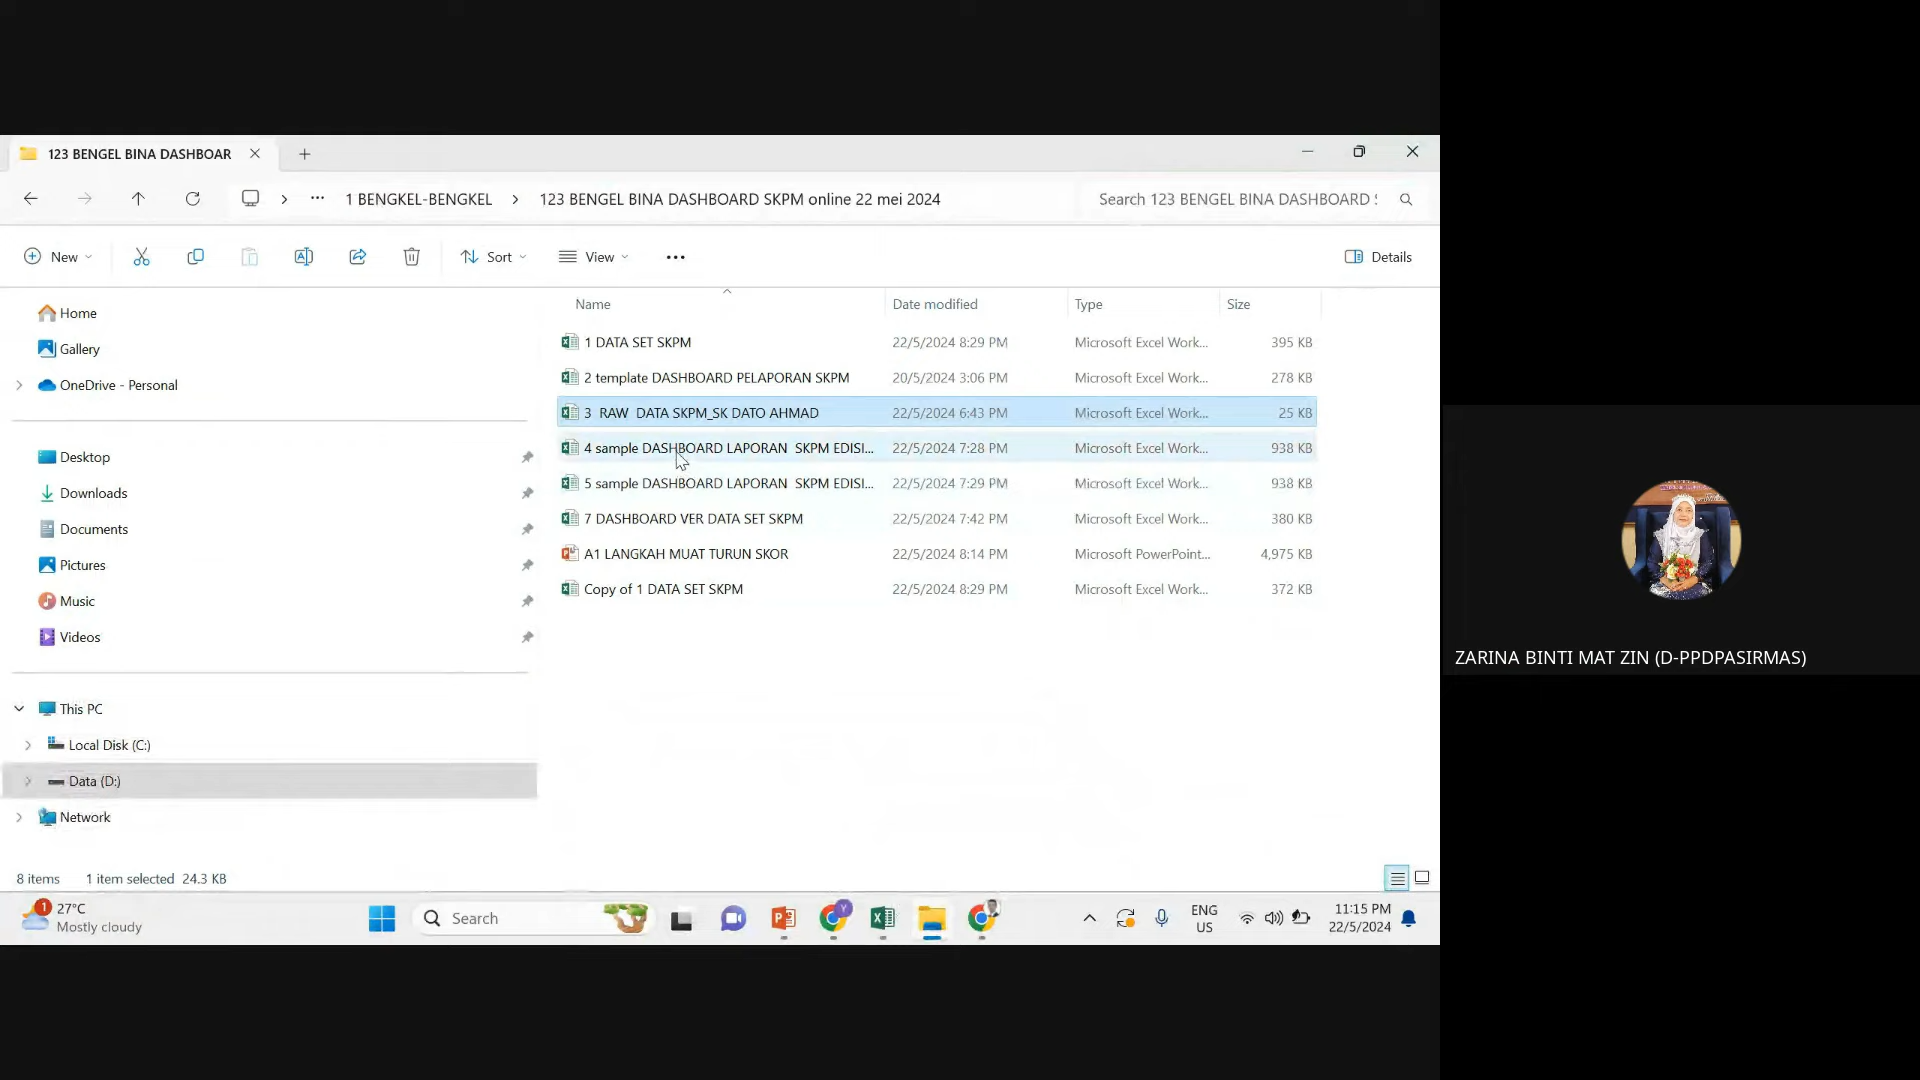 123 BENGEL BINA DASHBOAR
1 BENGKEL-BENGKEL > 123 BENGEL BINA DASHBOARD SKPM online 22 mei 2024
Search 123 BENGEL BINA DASHBOARD
New
Sort
View
Details
Name Date modified Type Size
Home
Gallery
OneDrive - Personal
Desktop
Downloads
Documents
Pictures
Music
Videos
This PC
Local Disk (C:)
Data (D:)
Network
1 DATA SET SKPM 22/5/2024 8:29 PM Microsoft Excel Work... 395 KB
2 template DASHBOARD PELAPORAN SKPM 20/5/2024 3:06 PM Microsoft Excel Work... 278 KB
3 RAW DATA SKPM_SK DATO AHMAD 22/5/2024 6:43 PM Microsoft Excel Work... 25 KB
4 sample DASHBOARD LAPORAN SKPM EDISI... 22/5/2024 7:28 PM Microsoft Excel Work... 938 KB
5 sample DASHBOARD LAPORAN SKPM EDISI... 22/5/2024 7:29 PM Microsoft Excel Work... 938 KB
7 DASHBOARD VER DATA SET SKPM 22/5/2024 7:42 PM Microsoft Excel Work... 380 KB
A1 LANGKAH MUAT TURUN SKOR 22/5/2024 8:14 PM Microsoft PowerPoint... 4,975 KB
Copy of 1 DATA SET SKPM 22/5/2024 8:29 PM Microsoft Excel Work... 372 KB
8 items 1 item selected 24.3 KB
1
27°C
Mostly cloudy
Search
Y
ENG
US
11:15 PM
22/5/2024
ZARINA BINTI MAT ZIN (D-PPDPASIRMAS)